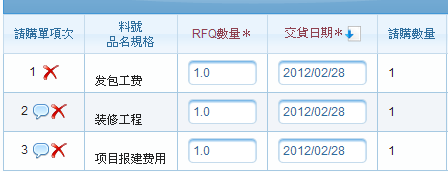 請購單項次 料號 品名規格 RFQ數量* 交貨日期* 請購數量
1 发包工费 1.0 2012/02/28 1
2 装修工程 1.0 2012/02/28 1
3 项目报建费用 1.0 2012/02/28 1